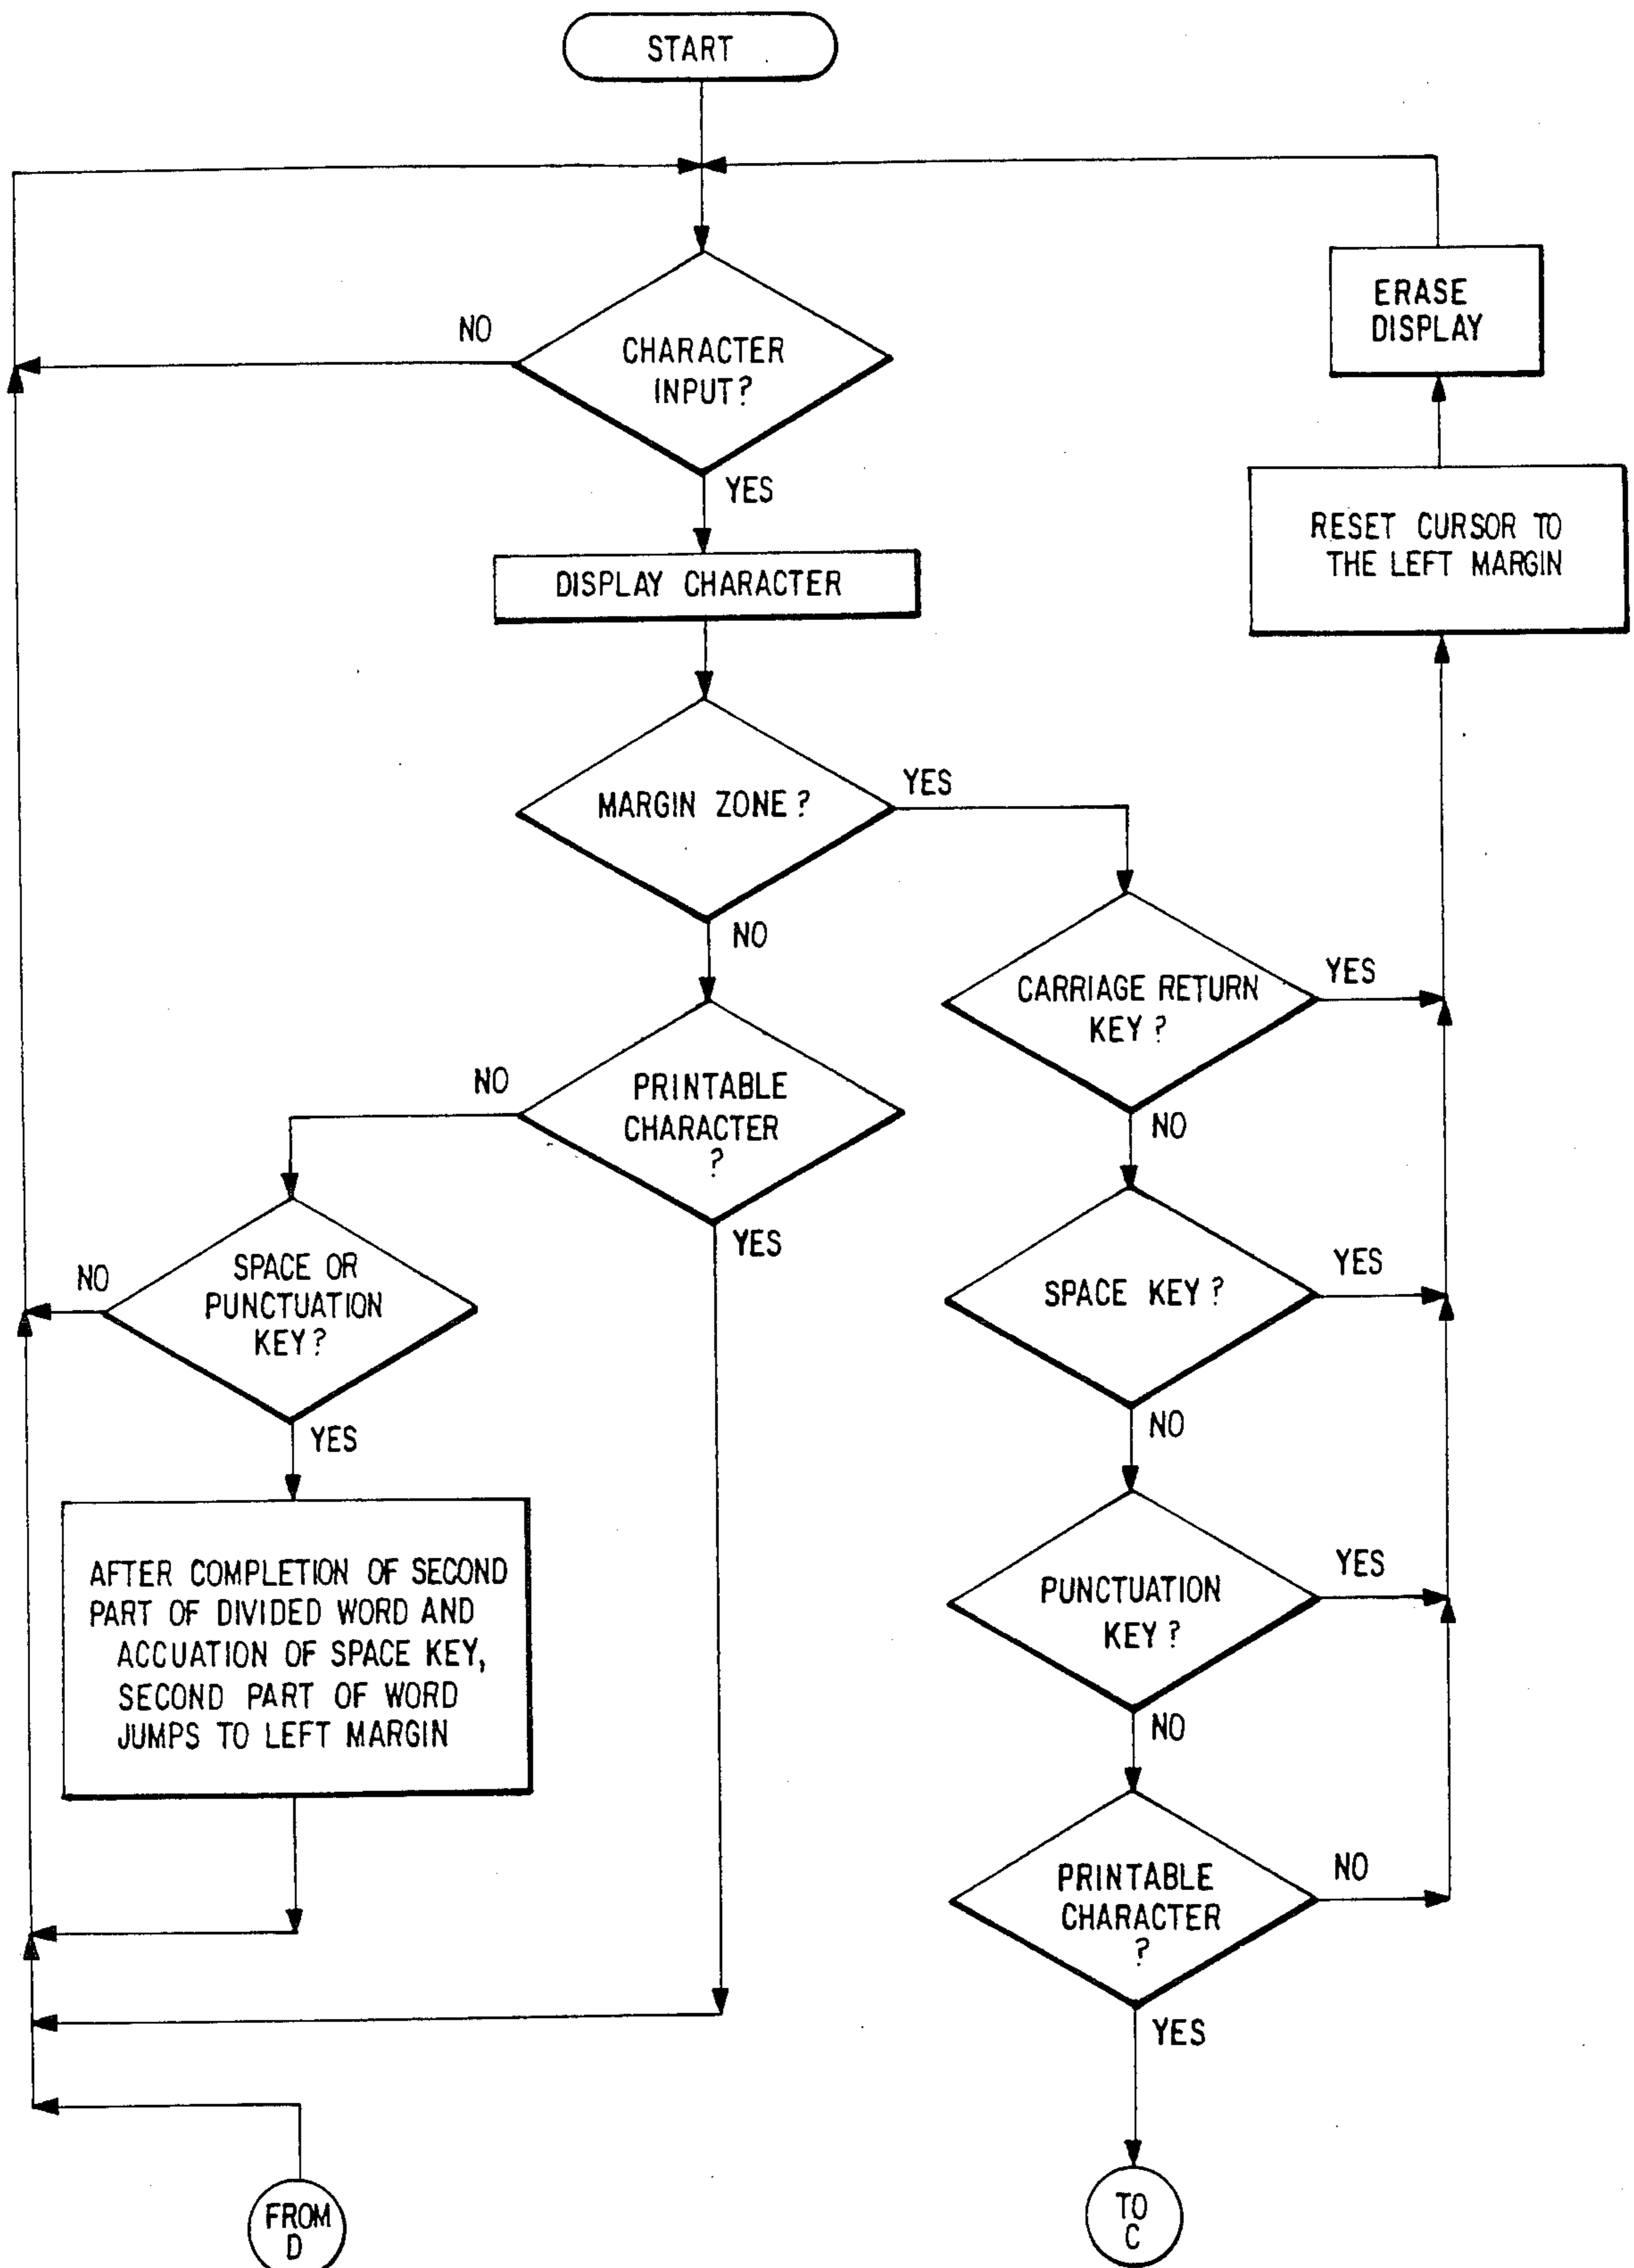 START
NO
CHARACTER
INPUT?
YES
ERASE
DISPLAY
RESET CURSOR TO
THE LEFT MARGIN
DISPLAY CHARACTER
MARGIN ZONE?
YES
NO
CARRIAGE RETURN
KEY?
YES
NO
NO
PRINTABLE
CHARACTER
?
YES
NO
SPACE OR
PUNCTUATION
KEY?
YES
SPACE KEY?
YES
NO
AFTER COMPLETION OF SECOND
PART OF DIVIDED WORD AND
ACCUATION OF SPACE KEY,
SECOND PART OF WORD
JUMPS TO LEFT MARGIN
PUNCTUATION
KEY?
YES
NO
PRINTABLE
CHARACTER
?
NO
YES
FROM
D
TO
C